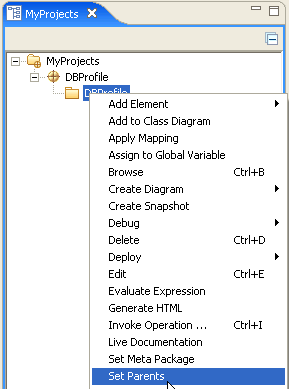 MyProjects
MyProjects
DBProfile
DBProfile
Add Element
Add to Class Diagram
Apply Mapping
Assign to Global Variable
Browse Ctrl+B
Create Diagram
Create Snapshot
Debug
Delete Ctrl+D
Deploy
Edit Ctrl+E
Evaluate Expression
Generate HTML
Invoke Operation ... Ctrl+I
Live Documentation
Set Meta Package
Set Parents